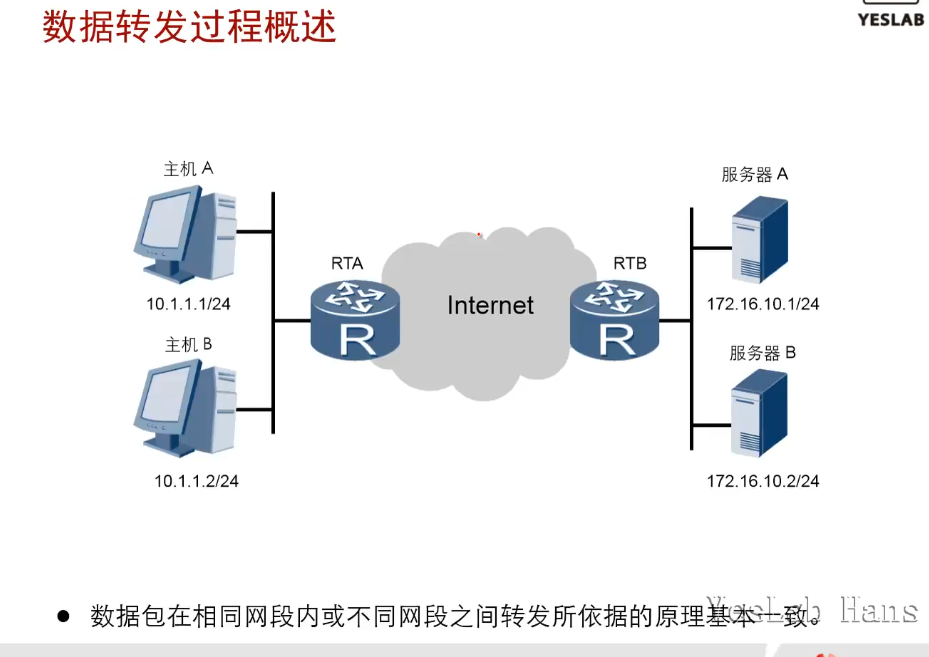 数据转发过程概述
YESLAB
主机 A
服务器 A
RTA
RTB
Internet
R
R
10.1.1.1/24
172.16.10.1/24
主机 B
服务器 B
10.1.1.2/24
172.16.10.2/24
● 数据包在相同网段内或不同网段之间转发所依据的原理基本一致。
YesLab Hans